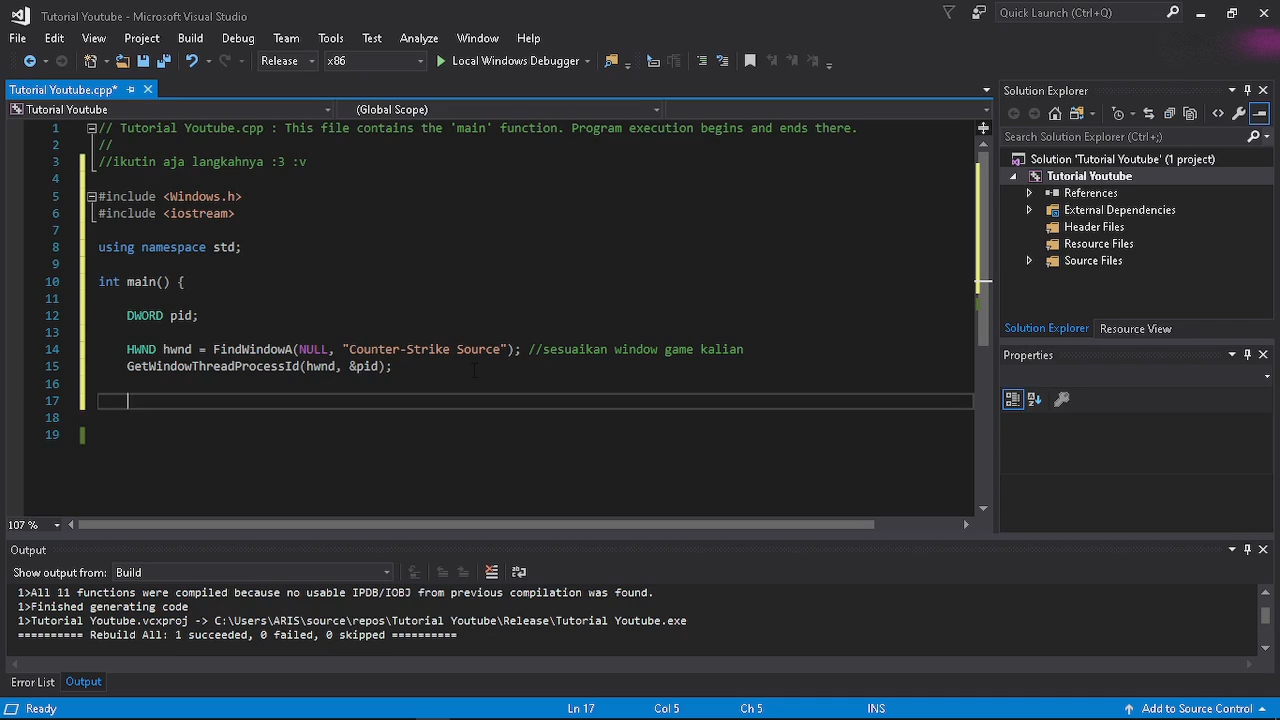 Tutorial Youtube - Microsoft Visual Studio
Quick Launch (Ctrl+Q)
File Edit View Project Build Debug Team Tools Test Analyze Window Help
Release x86 Local Windows Debugger
Tutorial Youtube.cpp*
Tutorial Youtube (Global Scope)
1 // Tutorial Youtube.cpp : This file contains the 'main' function. Program execution begins and ends there.
2 //
3 //ikutin aja langkahnya :3 :v
4
5 #include <Windows.h>
6 #include <iostream>
7
8 using namespace std;
9
10 int main() {
11
12 DWORD pid;
13
14 HWND hwnd = FindWindowA(NULL, "Counter-Strike Source"); //sesuaikan window game kalian
15 GetWindowThreadProcessId(hwnd, &pid);
16
17
18
19
107 %
Solution Explorer
Search Solution Explorer (Ctrl+;)
Solution 'Tutorial Youtube' (1 project)
Tutorial Youtube
References
External Dependencies
Header Files
Resource Files
Source Files
Solution Explorer Resource View
Properties
Output
Show output from: Build
1>All 11 functions were compiled because no usable IPDB/IOBJ from previous compilation was found.
1>Finished generating code
1>Tutorial Youtube.vcxproj -> C:\Users\ARIS\source\repos\Tutorial Youtube\Release\Tutorial Youtube.exe
========== Rebuild All: 1 succeeded, 0 failed, 0 skipped ==========
Error List Output
Ready Ln 17 Col 5 Ch 5 INS Add to Source Control